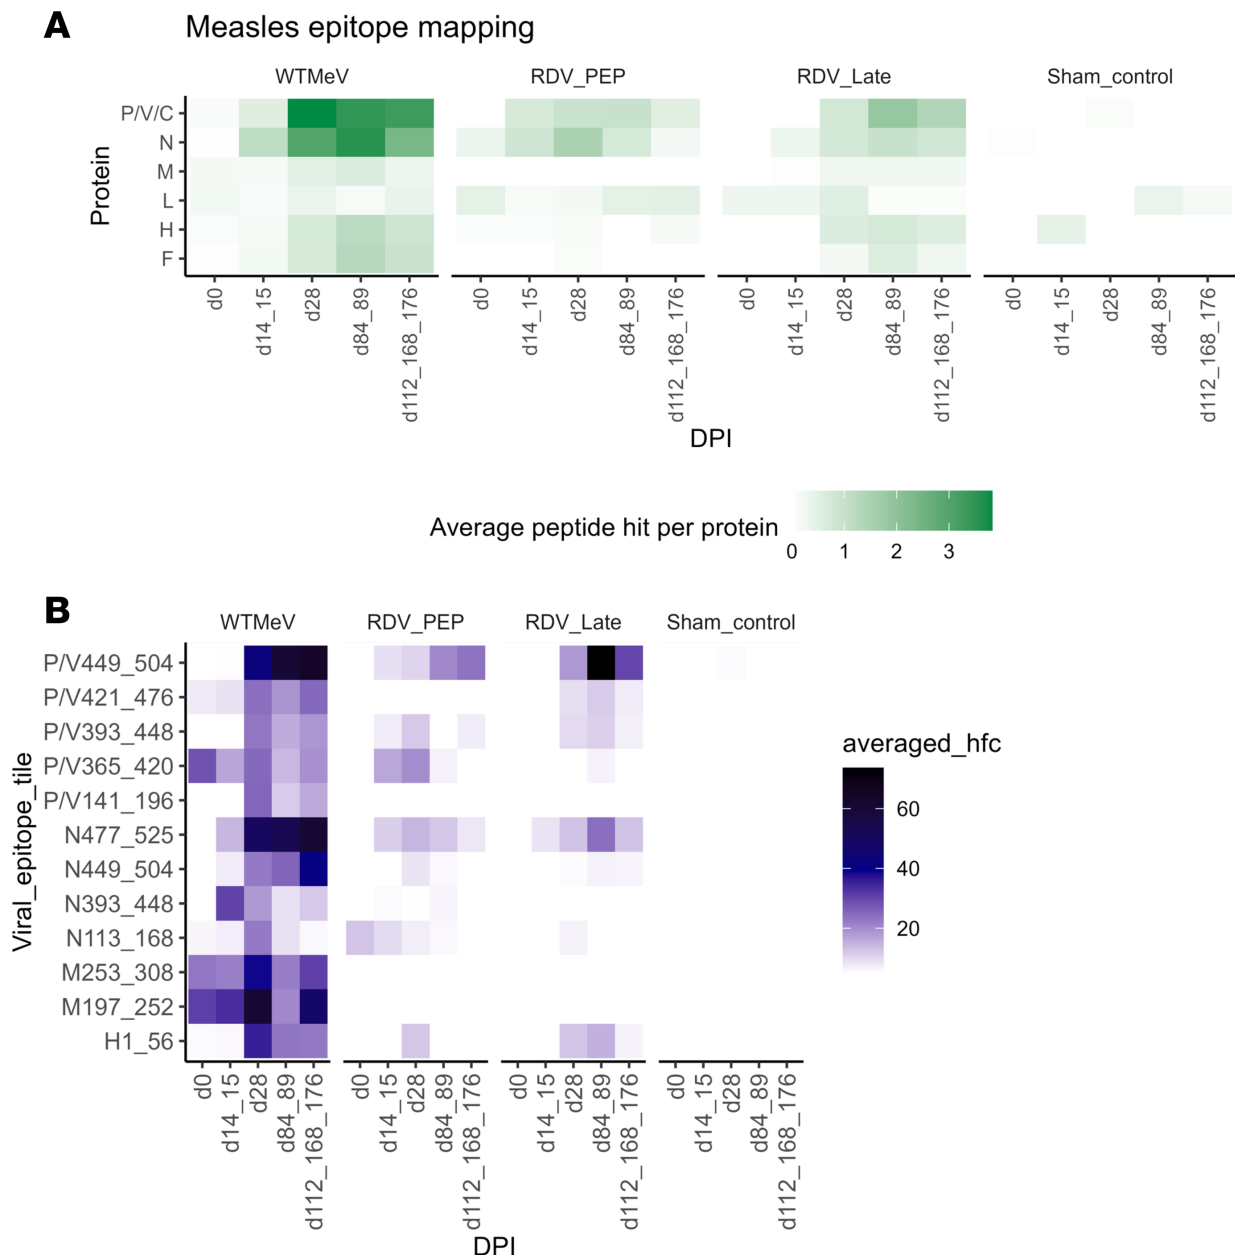 A
Measles epitope mapping
WTMeV RDV_PEP RDV_Late Sham_control
Protein
P/V/C
N
M
L
H
F
d0 d14_15 d28 d84_89 d112_168_176 d0 d14_15 d28 d84_89 d112_168_176 d0 d14_15 d28 d84_89 d112_168_176 d0 d14_15 d28 d84_89 d112_168_176
DPI
Average peptide hit per protein
0 1 2 3
B
WTMeV RDV_PEP RDV_Late Sham_control
Viral_epitope_tile
P/V449_504
P/V421_476
P/V393_448
P/V365_420
P/V141_196
N477_525
N449_504
N393_448
N113_168
M253_308
M197_252
H1_56
averaged_hfc
60
40
20
d0 d14_15 d28 d84_89 d112_168_176 d0 d14_15 d28 d84_89 d112_168_176 d0 d14_15 d28 d84_89 d112_168_176 d0 d14_15 d28 d84_89 d112_168_176
DPI